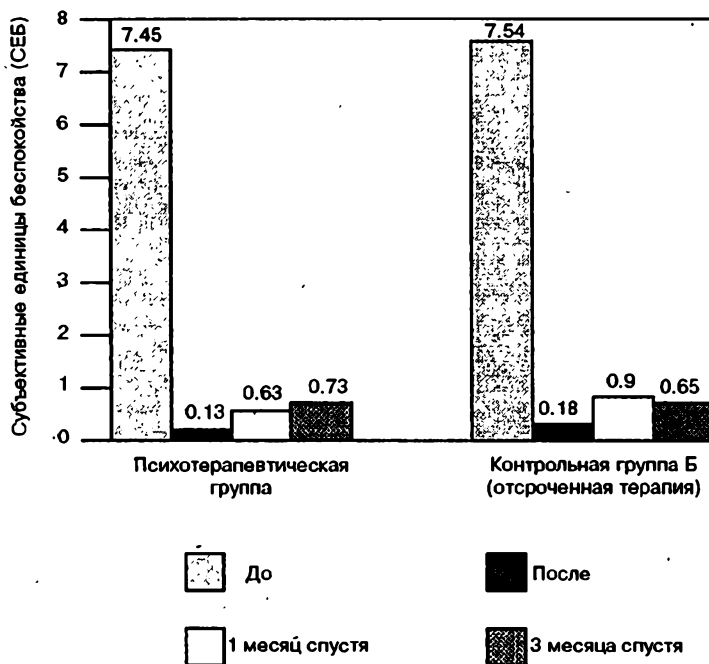 Субъективные единицы беспокойства (СЕБ)
8
7
6
5
4
3
2
1
0
7.45
0.13
0.63
0.73
7.54
0.18
0.9
0.65
Психотерапевтическая
группа
Контрольная группа Б
(отсроченная терапия)
До
После
1 месяц спустя
3 месяца спустя